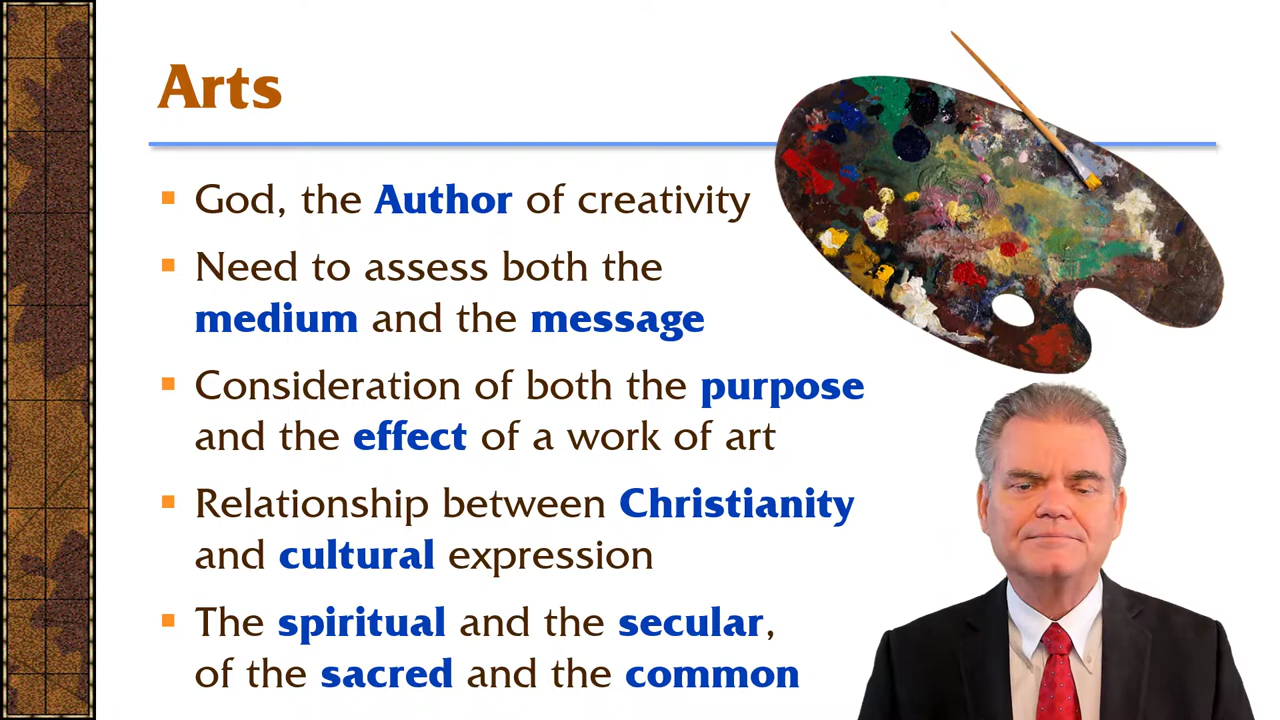 Arts
God, the Author of creativity
Need to assess both the
medium and the message
Consideration of both the purpose
and the effect of a work of art
Relationship between Christianity
and cultural expression
The spiritual and the secular,
of the sacred and the common